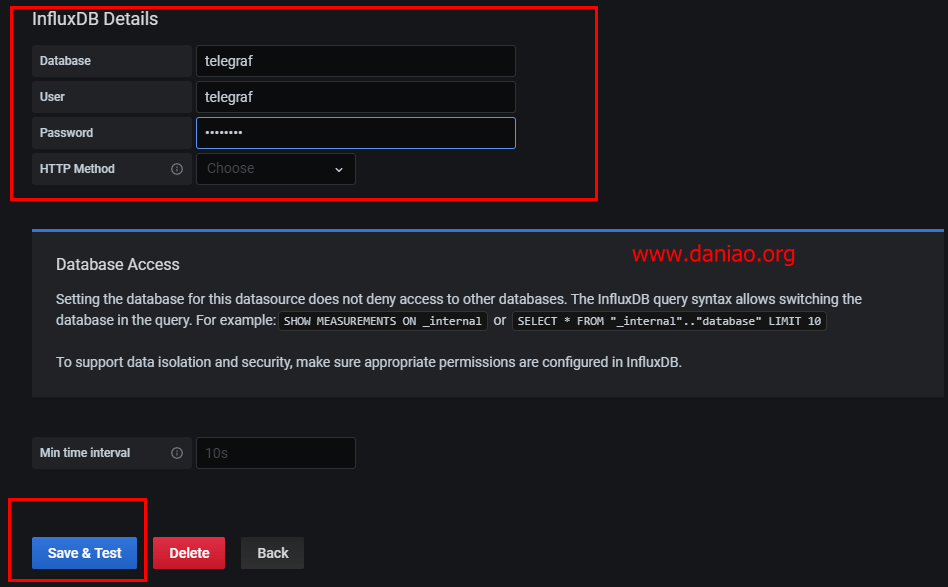 InfluxDB Details
Database telegraf
User telegraf
Password ••••••••
HTTP Method Choose
www.daniao.org
Database Access
Setting the database for this datasource does not deny access to other databases. The InfluxDB query syntax allows switching the
database in the query. For example: SHOW MEASUREMENTS ON _internal or SELECT * FROM "_internal".."database" LIMIT 10
To support data isolation and security, make sure appropriate permissions are configured in InfluxDB.
Min time interval 10s
Save & Test Delete Back